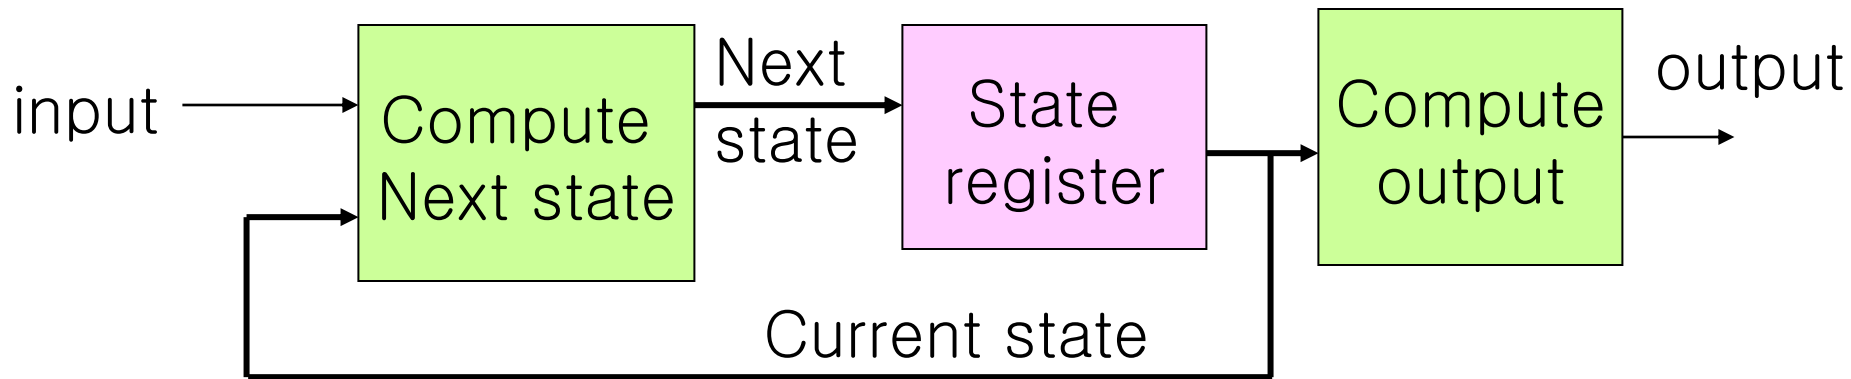 input
Compute
Next state
Next
state
State
register
Compute
output
output
Current state